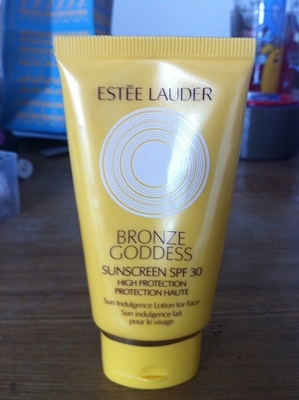 ESTĒE LAUDER
BRONZE
GODDESS
SUNSCREEN SPF 30
HIGH PROTECTION
PROTECTION HAUTE
Sun Indulgence Lotion for Face
Sun indulgence lait
pour le visage